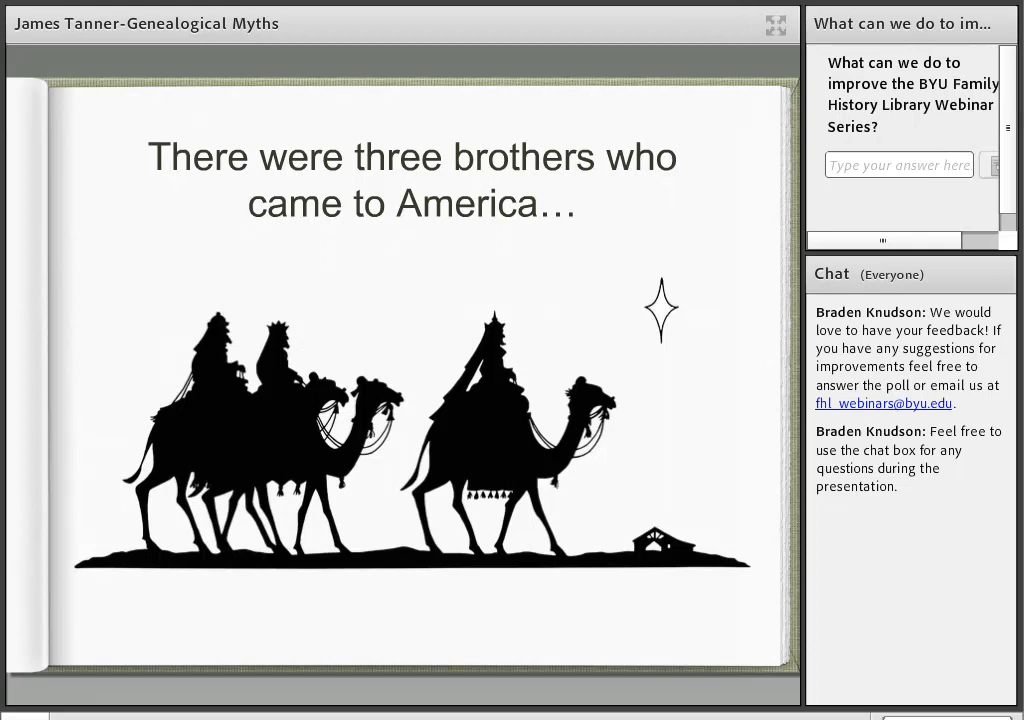 James Tanner-Genealogical Myths
There were three brothers who
came to America…
What can we do to im...
What can we do to
improve the BYU Family
History Library Webinar
Series?
Type your answer here
Chat (Everyone)
Braden Knudson: We would
love to have your feedback! If
you have any suggestions for
improvements feel free to
answer the poll or email us at
fhl_webinars@byu.edu.
Braden Knudson: Feel free to
use the chat box for any
questions during the
presentation.